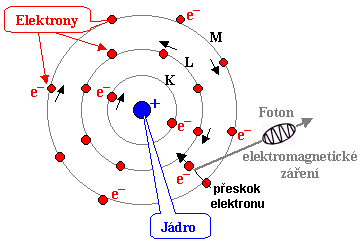 Elektrony
e⁻
M
L
K
e⁻
e⁻
+
e⁻
e⁻
Foton
elektromagnetické
záření
e⁻
přeskok
elektronu
e⁻
Jádro